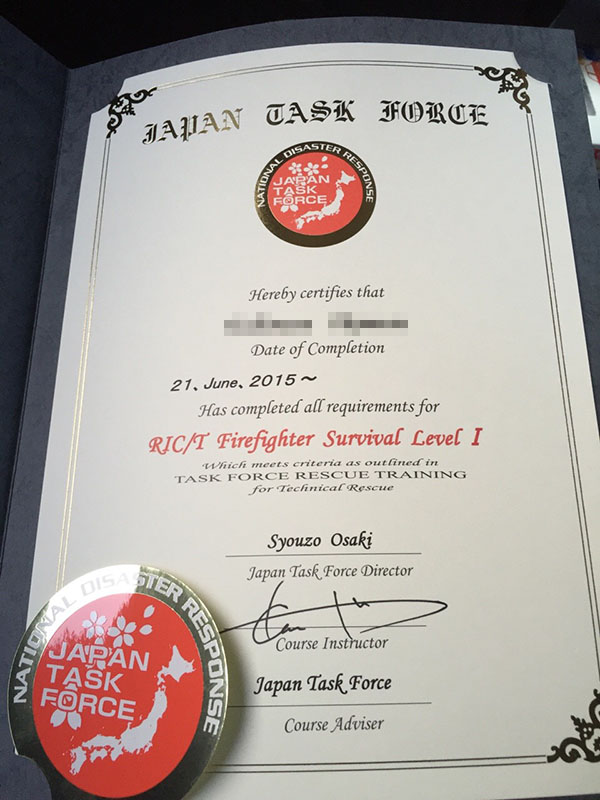 JAPAN TASK FORCE
NATIONAL DISASTER RESPONSE
JAPAN
TASK
FORCE
Hereby certifies that
Date of Completion
21、June、2015～
Has completed all requirements for
RIC/T Firefighter Survival Level I
Which meets criteria as outlined in
TASK FORCE RESCUE TRAINING
for Technical Rescue
Syouzo Osaki
Japan Task Force Director
Course Instructor
Japan Task Force
Course Adviser
NATIONAL DISASTER RESPONSE
JAPAN
TASK
FORCE